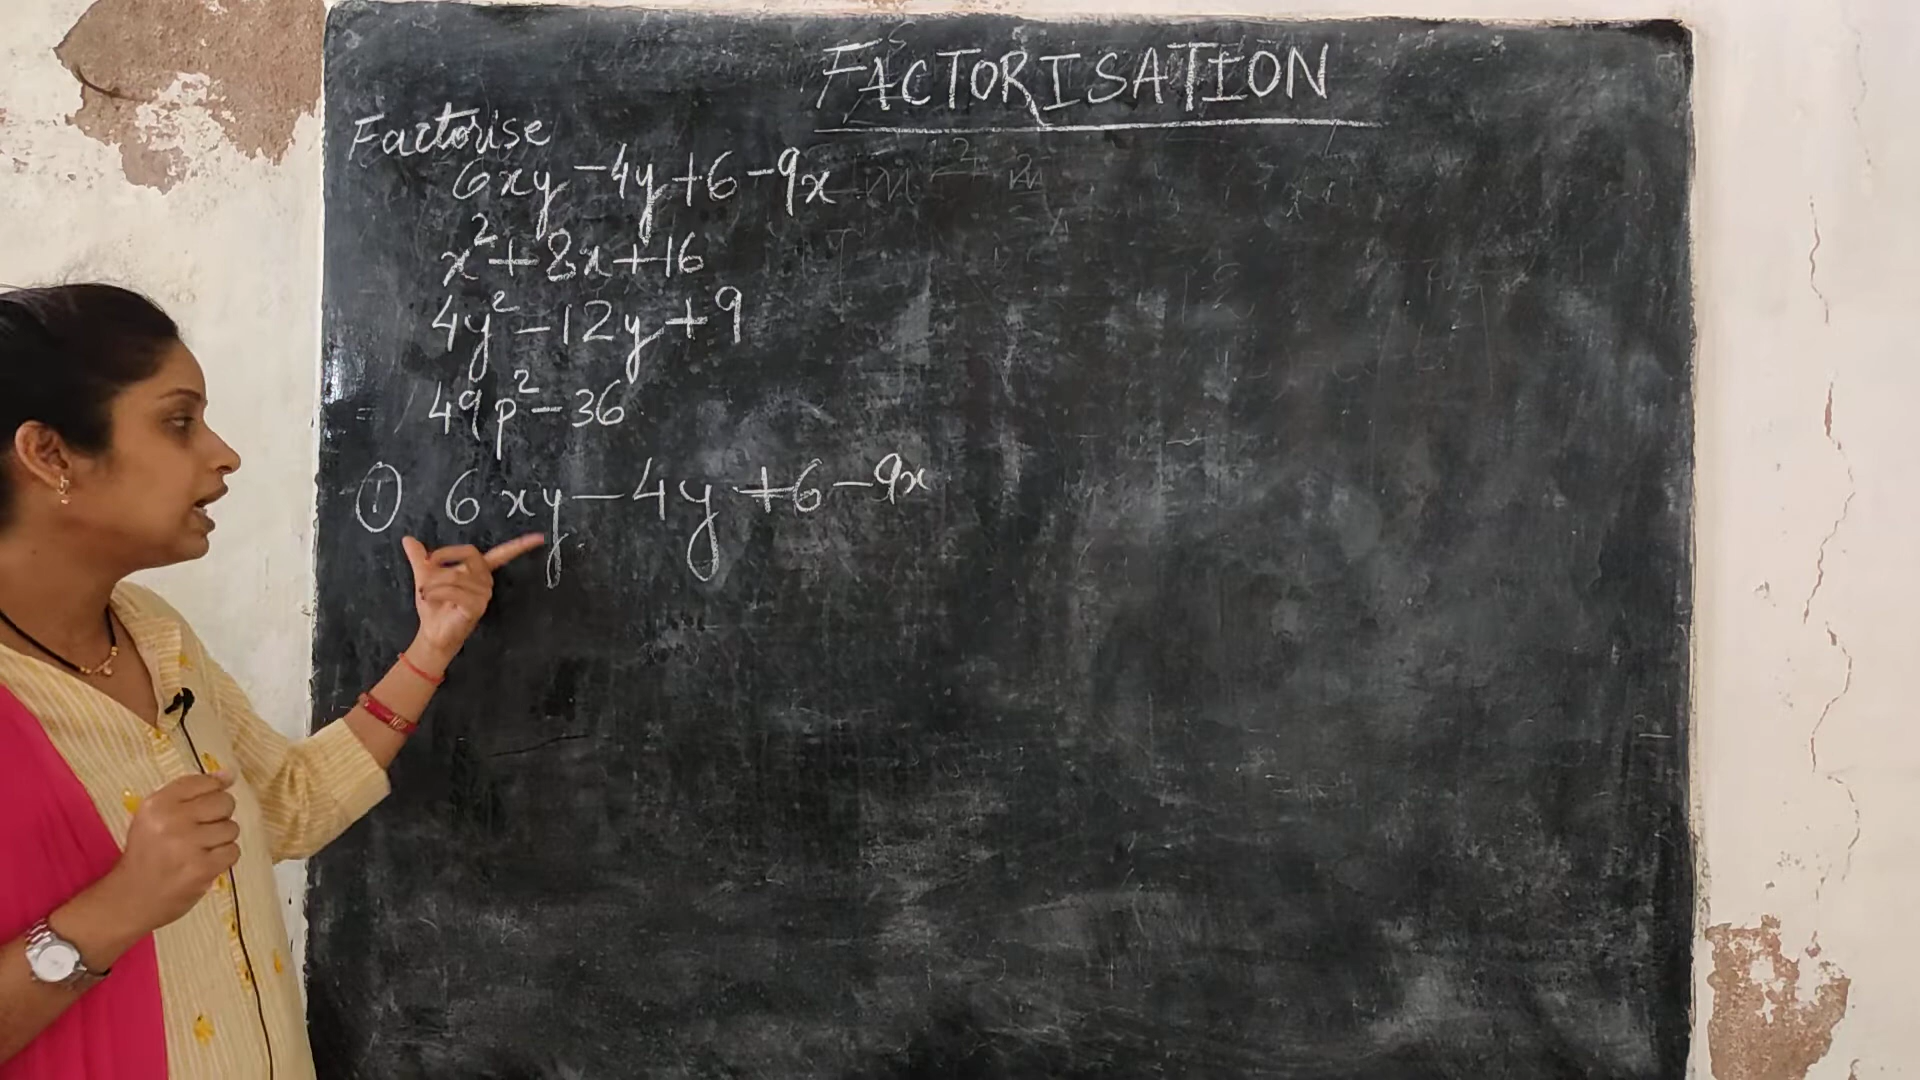 FACTORISATION
Factorise
6xy - 4y + 6 - 9x
x² + 8x + 16
4y² - 12y + 9
49p² - 36
① 6xy - 4y + 6 - 9x